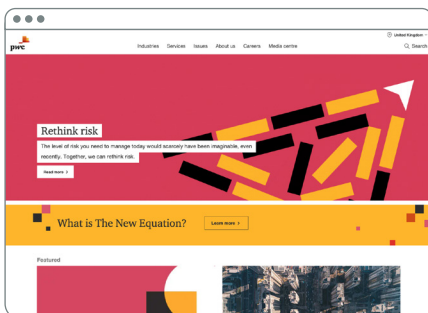 United Kingdom
pwc
Industries Services Issues About us Careers Media centre
Search
Rethink risk
The level of risk you need to manage today would scarcely have been imaginable, even
recently. Together, we can rethink risk.
Read more >
What is The New Equation?
Learn more >
Featured